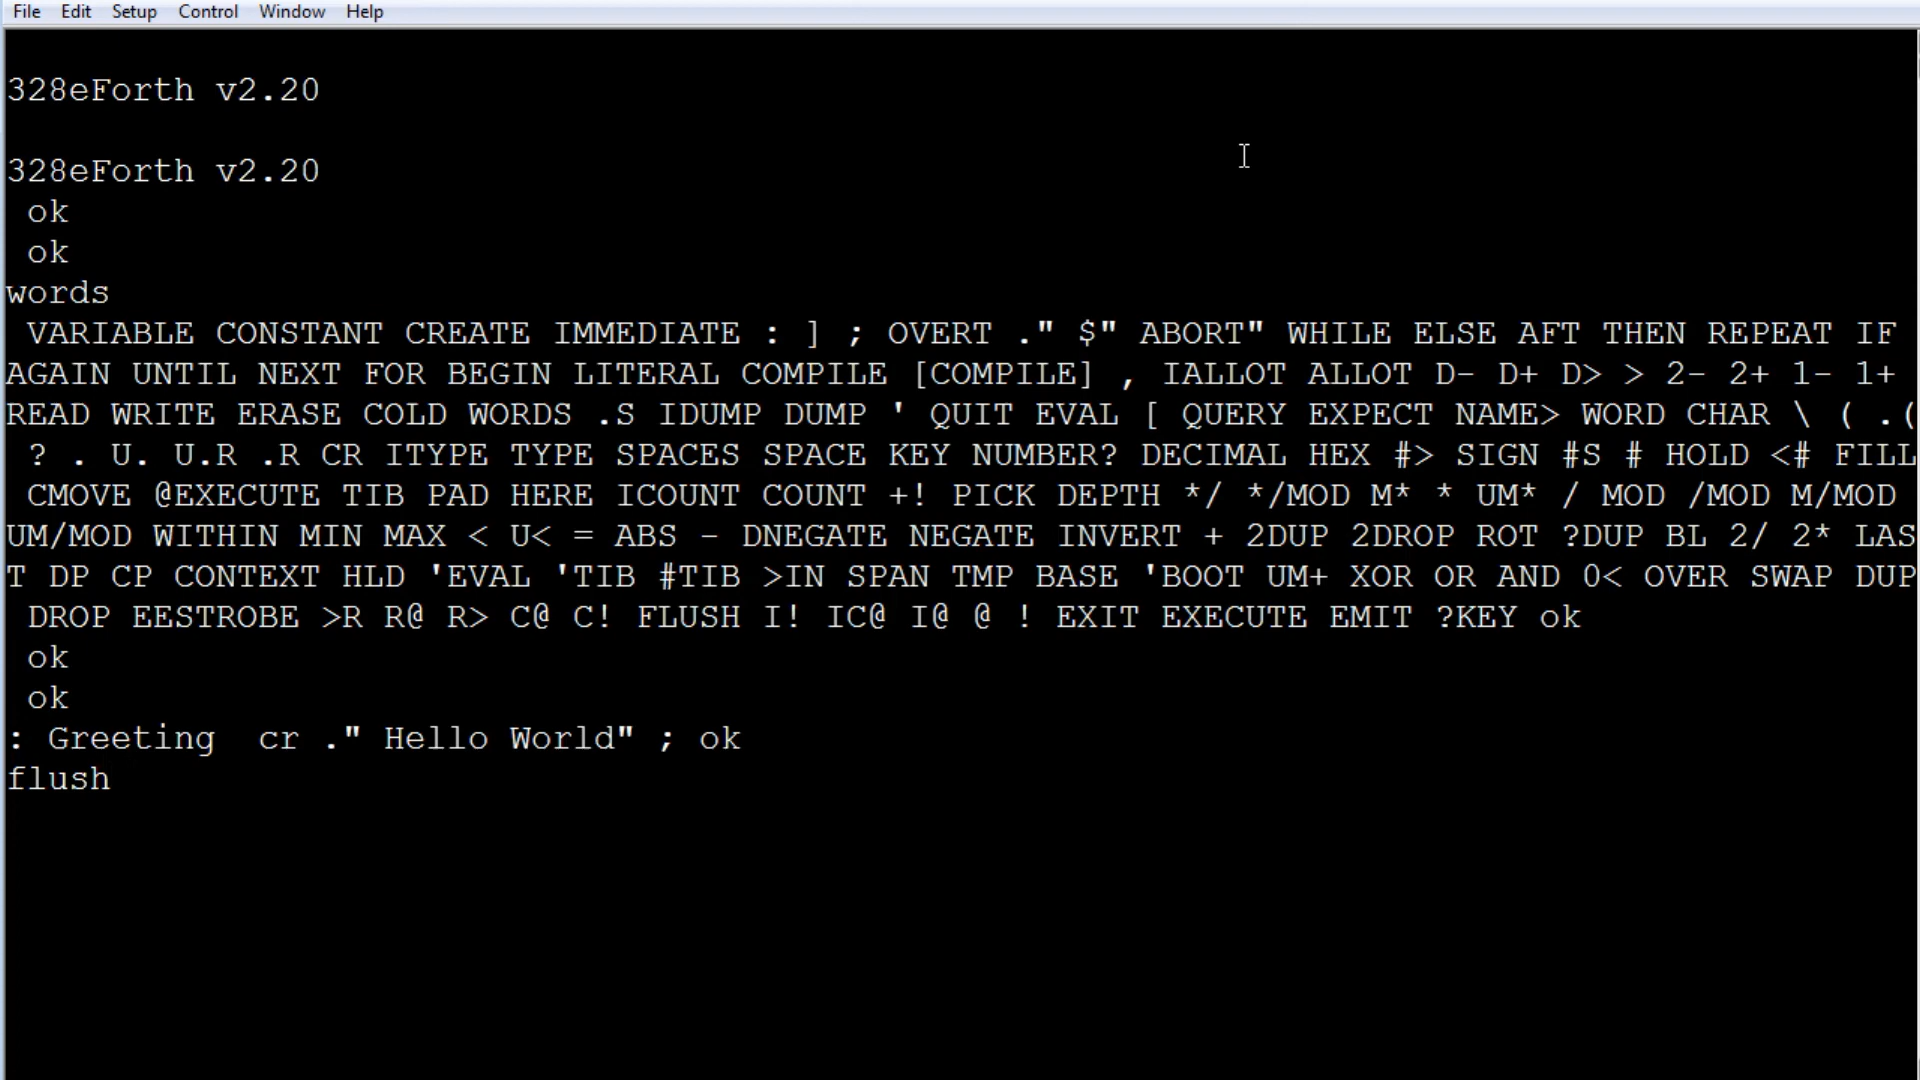 File Edit Setup Control Window Help
328eForth v2.20
328eForth v2.20
ok
ok
words
VARIABLE CONSTANT CREATE IMMEDIATE : ] ; OVERT ." $" ABORT" WHILE ELSE AFT THEN REPEAT IF
AGAIN UNTIL NEXT FOR BEGIN LITERAL COMPILE [COMPILE] , IALLOT ALLOT D- D+ D> > 2- 2+ 1- 1+
READ WRITE ERASE COLD WORDS .S IDUMP DUMP ' QUIT EVAL [ QUERY EXPECT NAME> WORD CHAR \ ( .(
? . U. U.R .R CR ITYPE TYPE SPACES SPACE KEY NUMBER? DECIMAL HEX #> SIGN #S # HOLD <# FILL
CMOVE @EXECUTE TIB PAD HERE ICOUNT COUNT +! PICK DEPTH */ */MOD M* * UM* / MOD /MOD M/MOD
UM/MOD WITHIN MIN MAX < U< = ABS - DNEGATE NEGATE INVERT + 2DUP 2DROP ROT ?DUP BL 2/ 2* LAS
T DP CP CONTEXT HLD 'EVAL 'TIB #TIB >IN SPAN TMP BASE 'BOOT UM+ XOR OR AND 0< OVER SWAP DUP
DROP EESTROBE >R R@ R> C@ C! FLUSH I! IC@ I@ @ ! EXIT EXECUTE EMIT ?KEY ok
ok
ok
: Greeting  cr ." Hello World" ; ok
flush